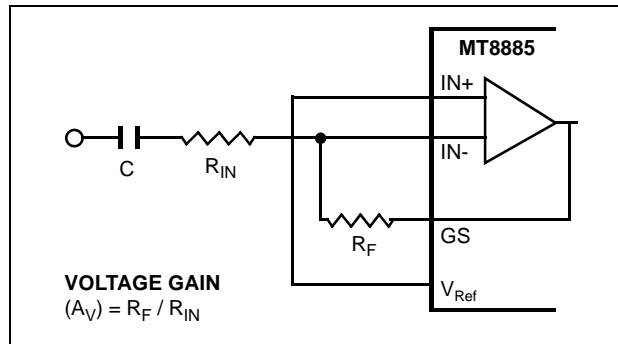 MT8885
IN+
IN-
C
R_IN
R_F
GS
V_Ref
VOLTAGE GAIN
(A_V) = R_F / R_IN